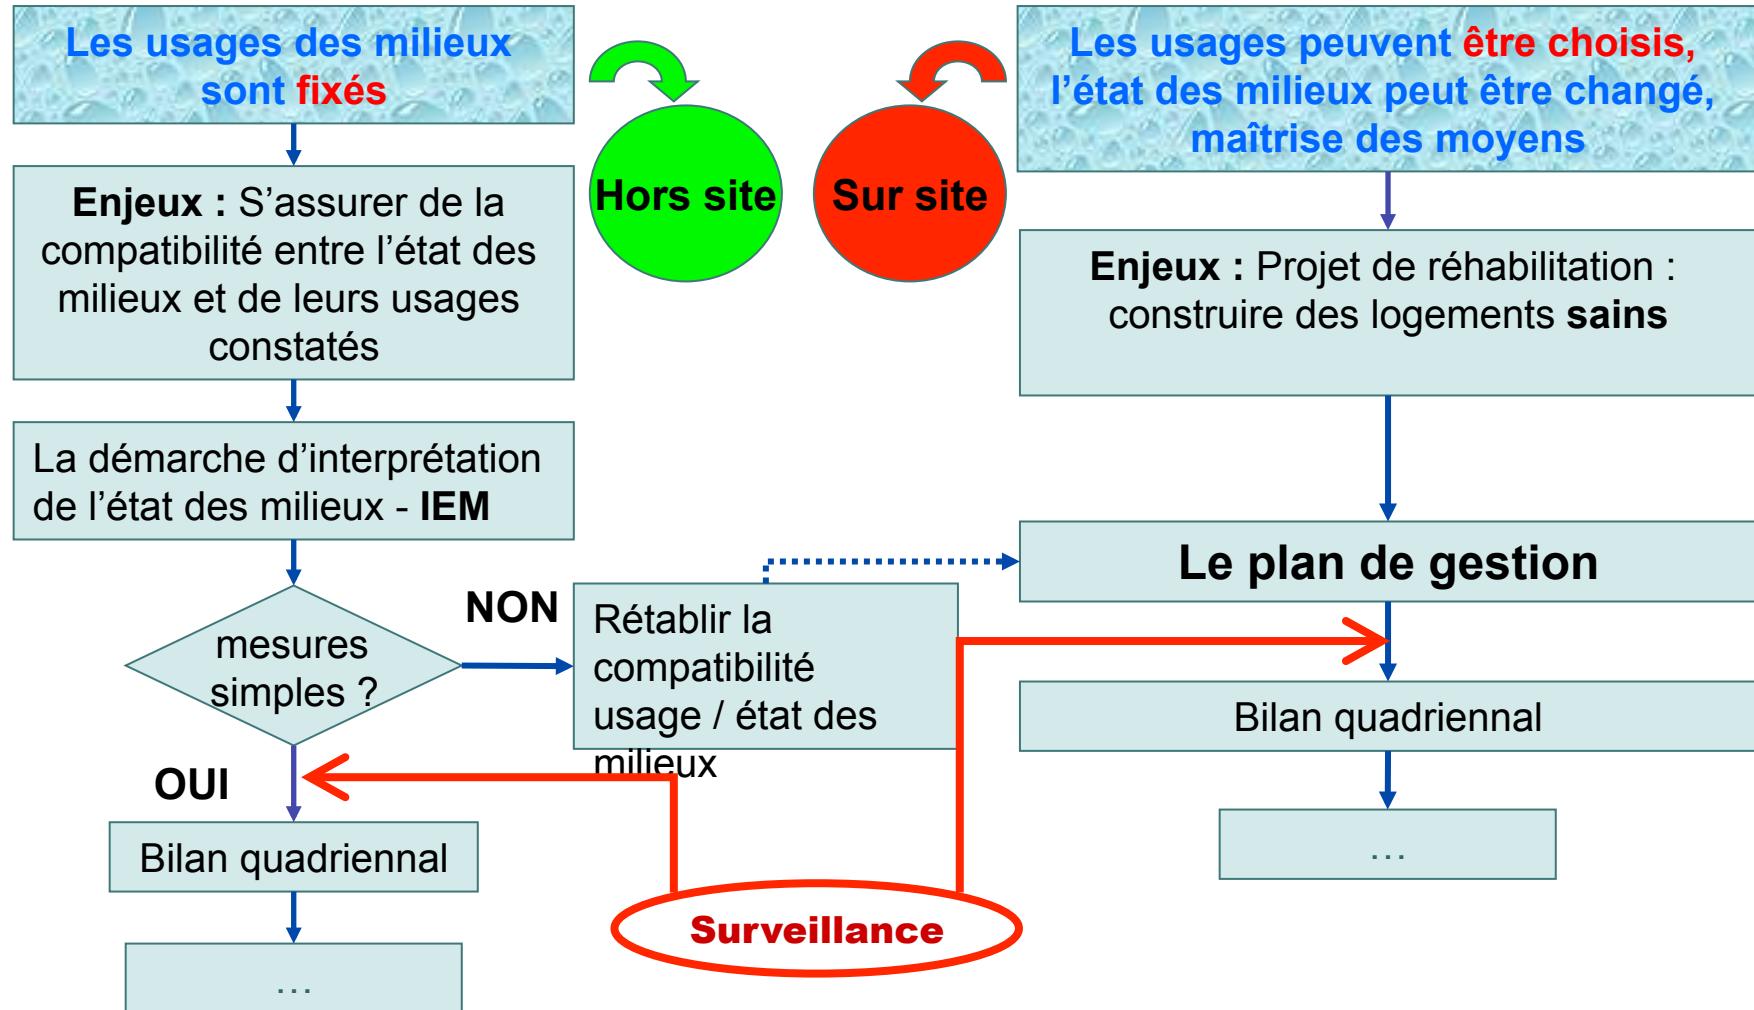 Les usages des milieux
sont fixés
Enjeux : S’assurer de la
compatibilité entre l’état des
milieux et de leurs usages
constatés
La démarche d’interprétation
de l’état des milieux - IEM
mesures
simples ?
NON
OUI
Rétablir la
compatibilité
usage / état des
milieux
Bilan quadriennal
…
Hors site
Sur site
Les usages peuvent être choisis,
l’état des milieux peut être changé,
maîtrise des moyens
Enjeux : Projet de réhabilitation :
construire des logements sains
Le plan de gestion
Bilan quadriennal
…
Surveillance